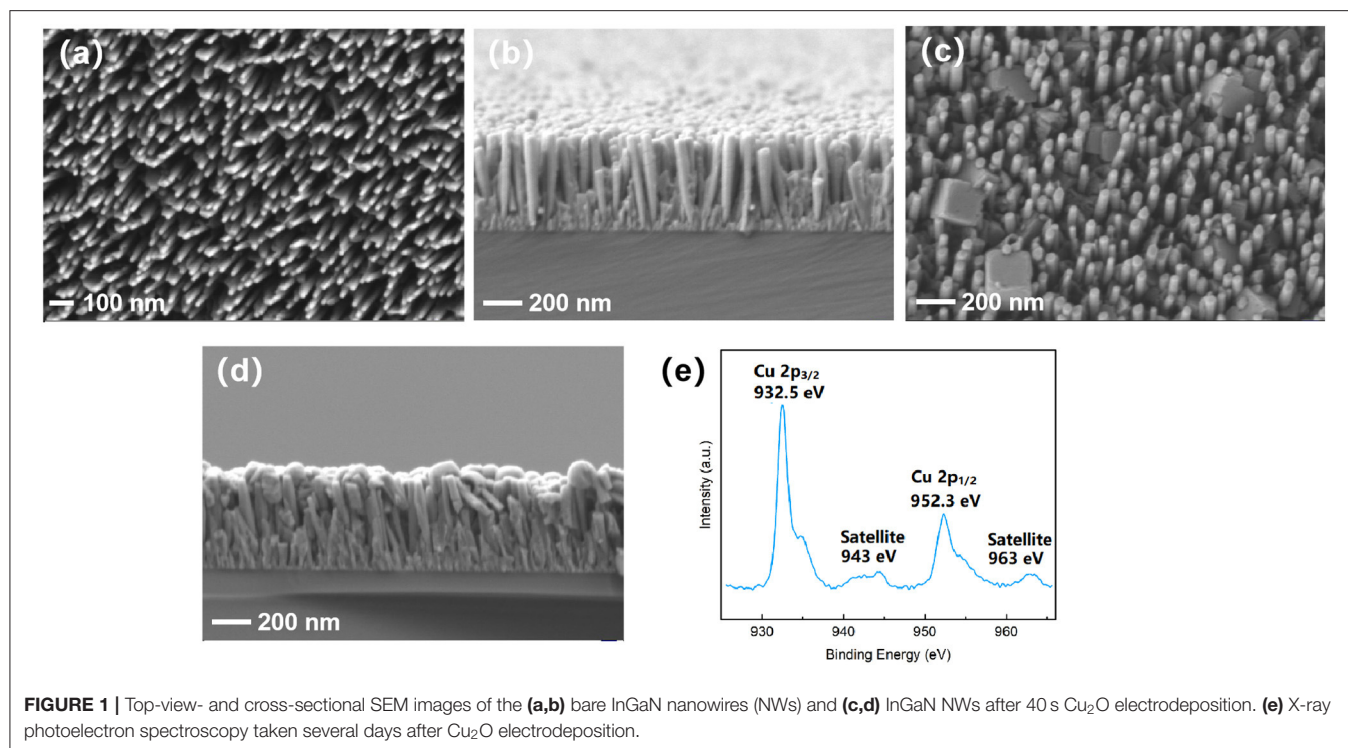 (a)
100 nm
(b)
200 nm
(c)
200 nm
(d)
200 nm
(e)
Cu 2p3/2
932.5 eV
Cu 2p1/2
952.3 eV
Satellite
943 eV
Satellite
963 eV
Intensity (a.u.)
930 940 950 960
Binding Energy (eV)
FIGURE 1 | Top-view- and cross-sectional SEM images of the (a,b) bare InGaN nanowires (NWs) and (c,d) InGaN NWs after 40 s Cu2O electrodeposition. (e) X-ray
photoelectron spectroscopy taken several days after Cu2O electrodeposition.